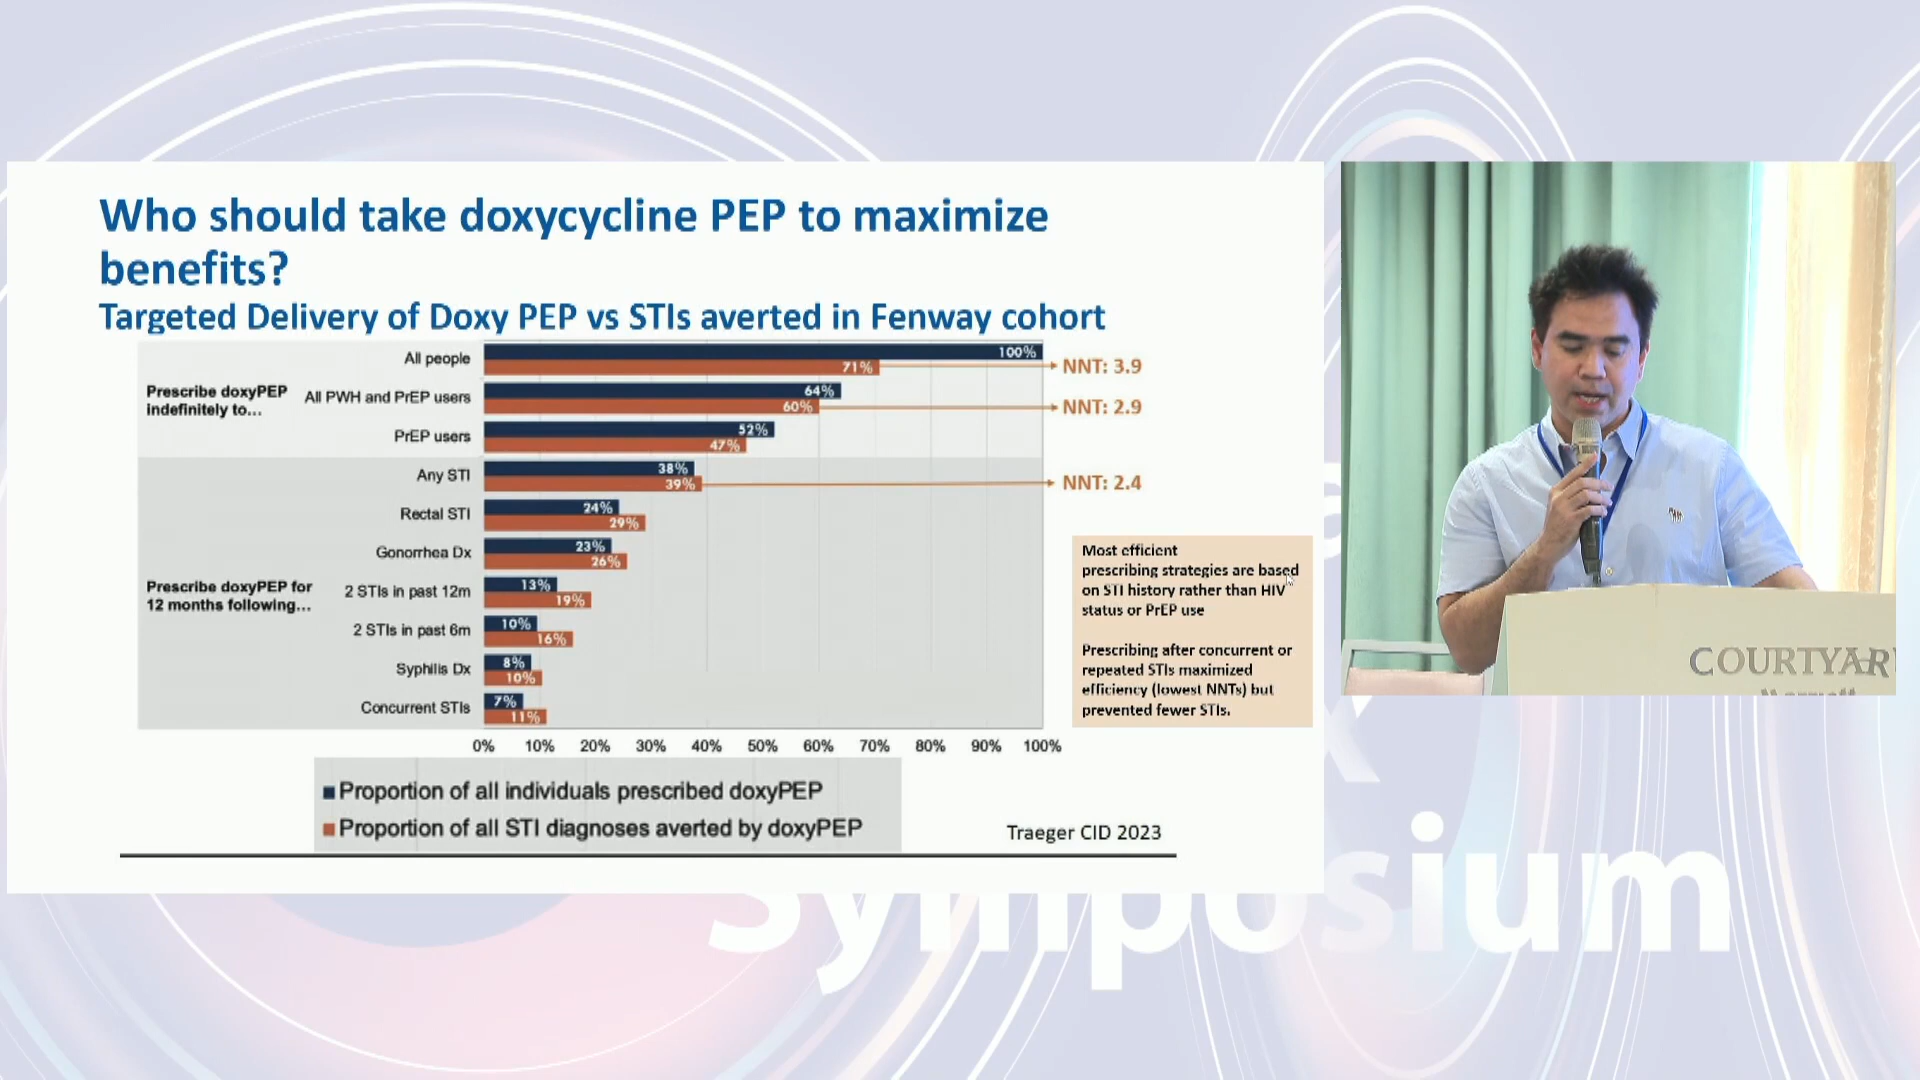 Who should take doxycycline PEP to maximize
benefits?
Targeted Delivery of Doxy PEP vs STIs averted in Fenway cohort
Prescribe doxyPEP
indefinitely to...
All people
100%
71%
NNT: 3.9
All PWH and PrEP users
64%
60%
NNT: 2.9
PrEP users
52%
47%
Prescribe doxyPEP for
12 months following...
Any STI
38%
39%
NNT: 2.4
Rectal STI
24%
29%
Gonorrhea Dx
23%
26%
2 STIs in past 12m
13%
19%
2 STIs in past 6m
10%
16%
Syphilis Dx
8%
10%
Concurrent STIs
7%
11%
0% 10% 20% 30% 40% 50% 60% 70% 80% 90% 100%
Proportion of all individuals prescribed doxyPEP
Proportion of all STI diagnoses averted by doxyPEP
Most efficient
prescribing strategies are based
on STI history rather than HIV
status or PrEP use
Prescribing after concurrent or
repeated STIs maximized
efficiency (lowest NNTs) but
prevented fewer STIs.
Traeger CID 2023
COURTYAR
Marriott
Symposium